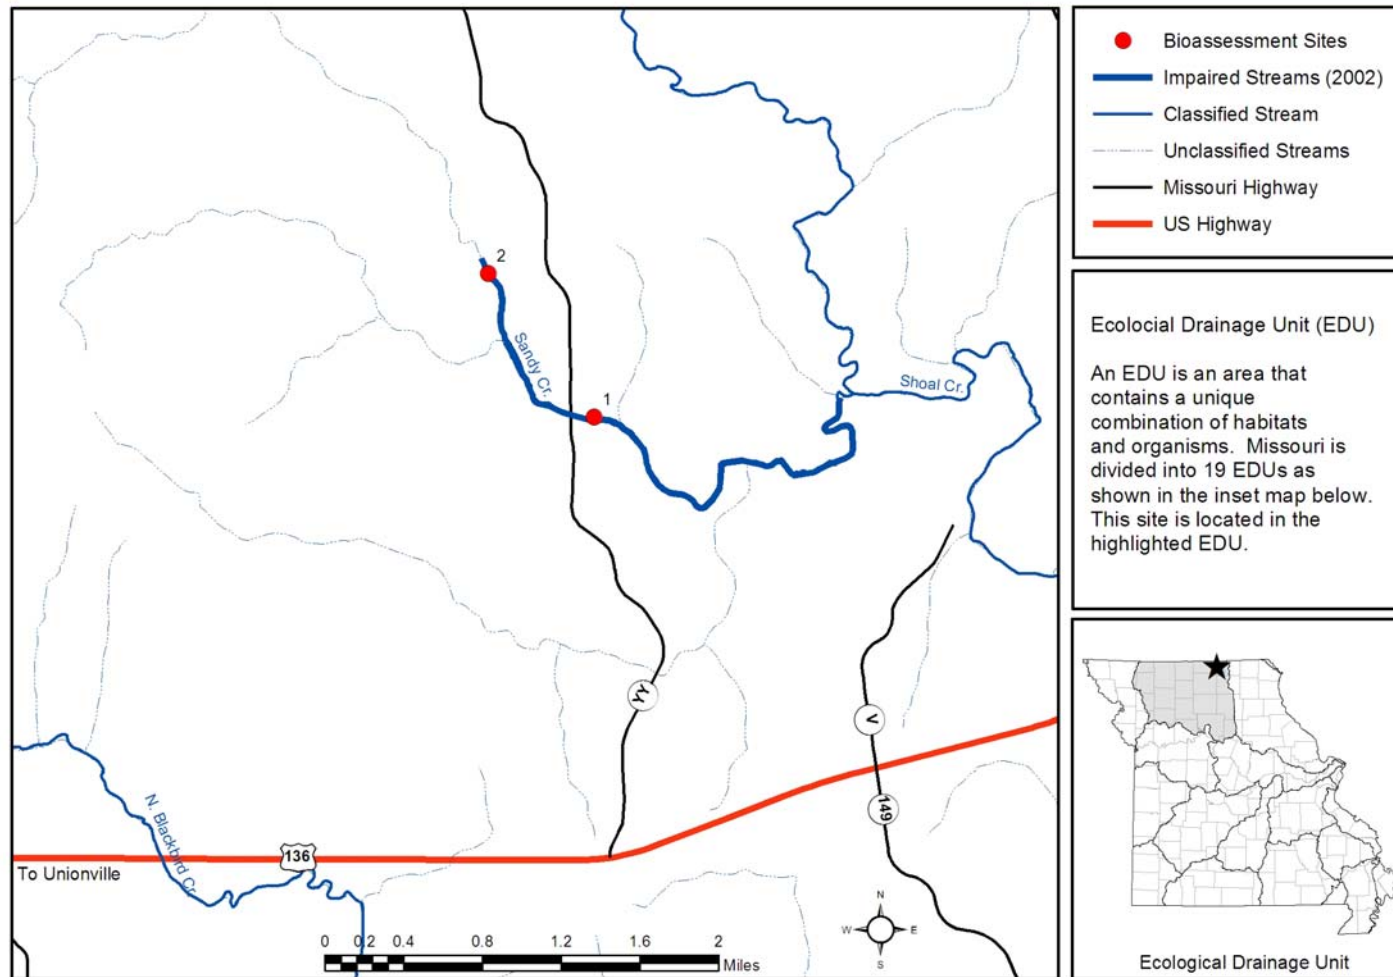 2
Sandy Cr.
1
Shoal Cr.
YY
V
149
N. Blackbird Cr.
136
To Unionville
0 0.2 0.4 0.8 1.2 1.6 2
Miles
N
W E
S
Bioassessment Sites
Impaired Streams (2002)
Classified Stream
Unclassified Streams
Missouri Highway
US Highway
Ecolocial Drainage Unit (EDU)
An EDU is an area that
contains a unique
combination of habitats
and organisms. Missouri is
divided into 19 EDUs as
shown in the inset map below.
This site is located in the
highlighted EDU.
Ecological Drainage Unit